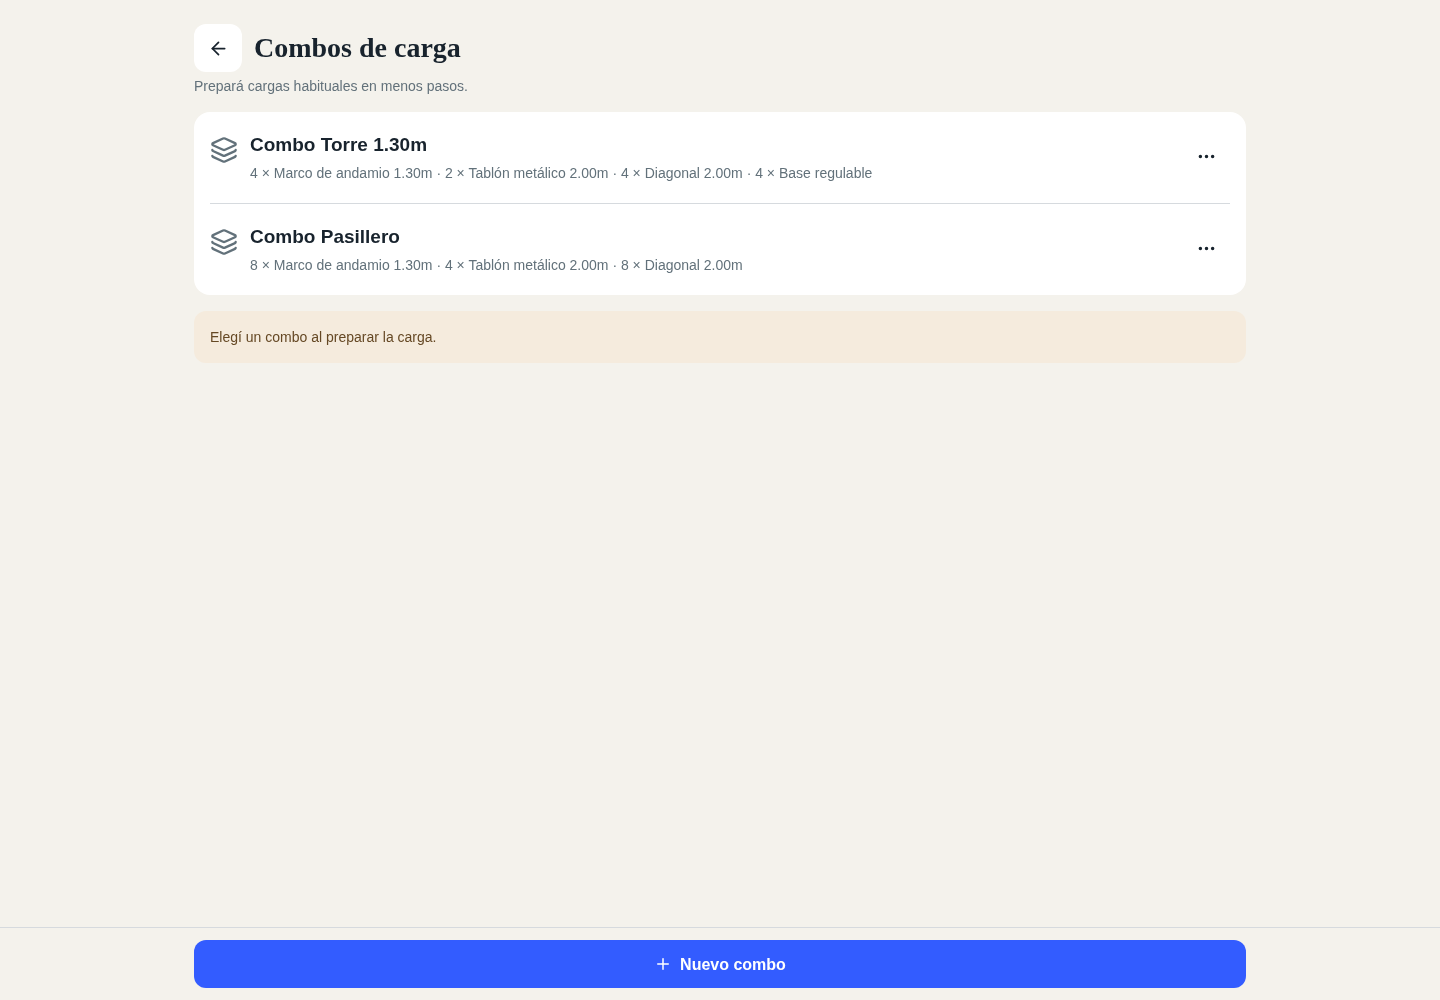 Combos de carga
Prepará cargas habituales en menos pasos.
Combo Torre 1.30m
4 × Marco de andamio 1.30m · 2 × Tablón metálico 2.00m · 4 × Diagonal 2.00m · 4 × Base regulable
Combo Pasillero
8 × Marco de andamio 1.30m · 4 × Tablón metálico 2.00m · 8 × Diagonal 2.00m
Elegí un combo al preparar la carga.
Nuevo combo